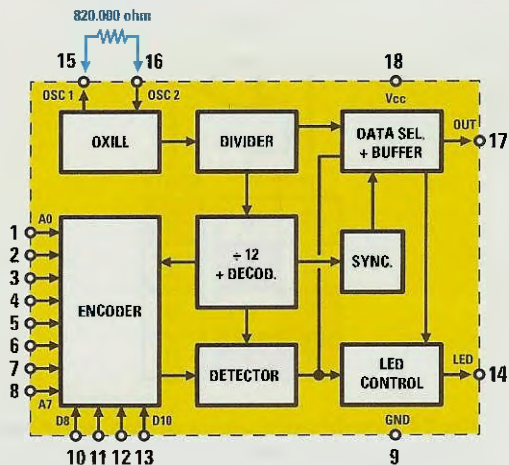 820.000 ohm
15 16 18
OSC 1 OSC 2 Vcc
OXILL
DIVIDER
DATA SEL.
+ BUFFER
OUT
17
1 A0
2
3
4
5
6
7
8 A7
ENCODER
÷ 12
+ DECOD.
SYNC.
DETECTOR
LED
CONTROL
LED
14
D8 D10
GND
10 11 12 13 9